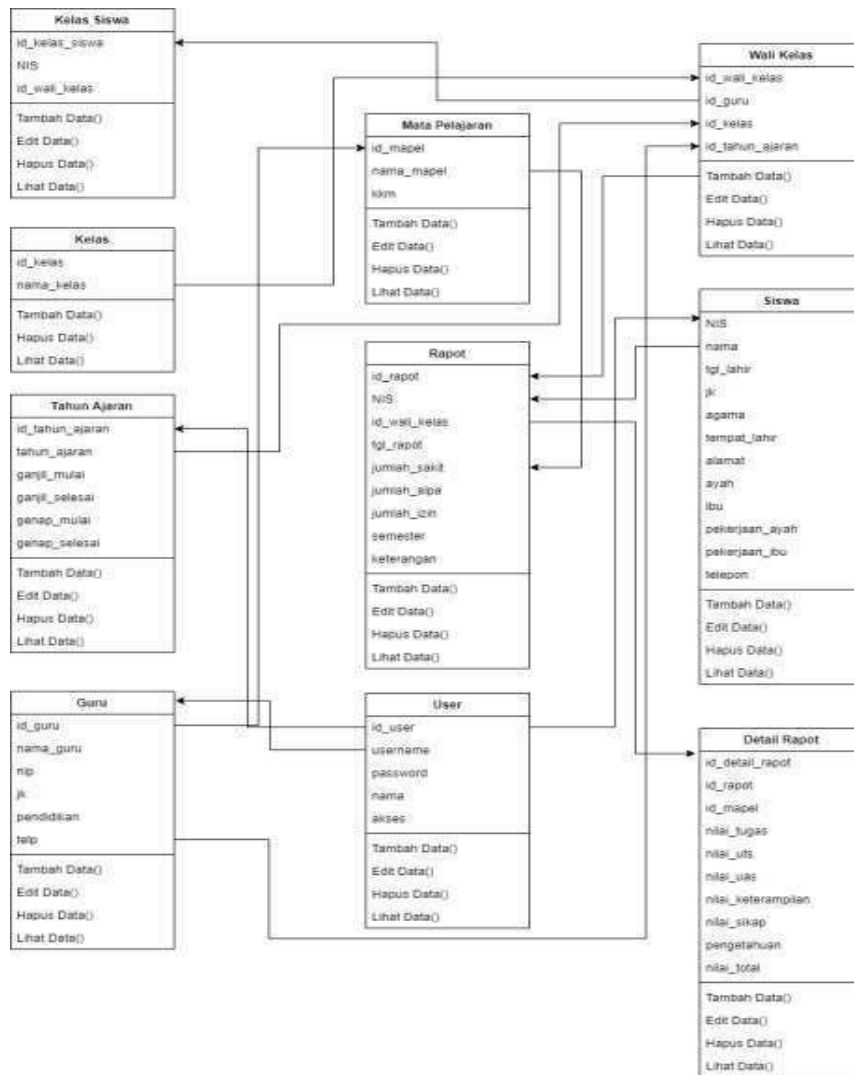 Kelas Siswa
id_kelas_siswa
NIS
id_wali_kelas
Tambah Data()
Edit Data()
Hapus Data()
Lihat Data()
Wali Kelas
id_wali_kelas
id_guru
id_kelas
id_tahun_ajaran
Tambah Data()
Edit Data()
Hapus Data()
Lihat Data()
Mata Pelajaran
id_mapel
nama_mapel
kkm
Tambah Data()
Edit Data()
Hapus Data()
Lihat Data()
Kelas
id_kelas
nama_kelas
Tambah Data()
Hapus Data()
Lihat Data()
Siswa
NIS
nama
tgl_lahir
jk
agama
tempat_lahir
alamat
ayah
ibu
pekerjaan_ayah
pekerjaan_ibu
telepon
Tambah Data()
Edit Data()
Hapus Data()
Lihat Data()
Rapot
id_rapot
NIS
id_wali_kelas
tgl_rapot
jumlah_sakit
jumlah_alpa
jumlah_izin
semester
keterangan
Tambah Data()
Edit Data()
Hapus Data()
Lihat Data()
Tahun Ajaran
id_tahun_ajaran
tahun_ajaran
ganjil_mulai
ganjil_selesai
genap_mulai
genap_selesai
Tambah Data()
Edit Data()
Hapus Data()
Lihat Data()
Guru
id_guru
nama_guru
nip
jk
pendidikan
telp
Tambah Data()
Edit Data()
Hapus Data()
Lihat Data()
User
id_user
username
password
nama
akses
Tambah Data()
Edit Data()
Hapus Data()
Lihat Data()
Detail Rapot
id_detail_rapot
id_rapot
id_mapel
nilai_tugas
nilai_uts
nilai_uas
nilai_keterampilan
nilai_sikap
pengetahuan
nilai_total
Tambah Data()
Edit Data()
Hapus Data()
Lihat Data()